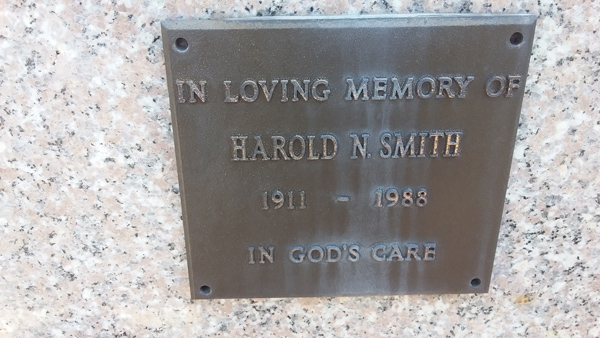 IN LOVING MEMORY OF
HAROLD N. SMITH
1911 - 1988
IN GOD'S CARE